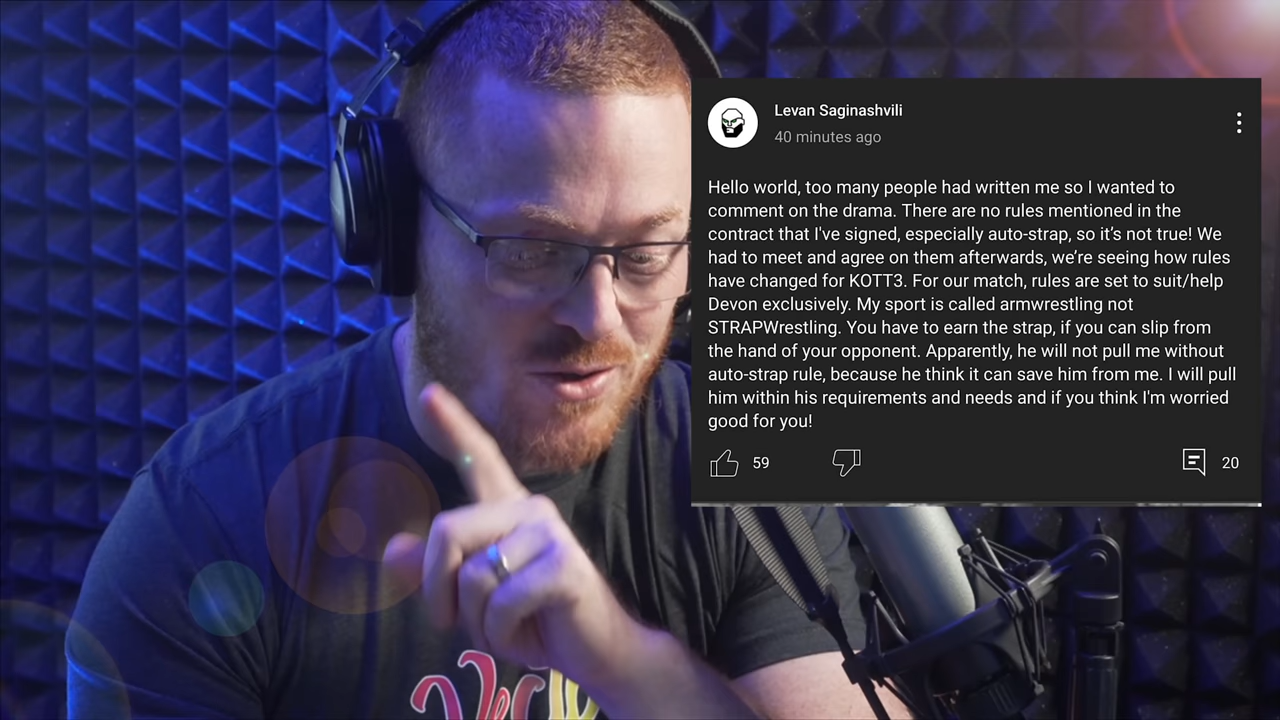 Levan Saginashvili
40 minutes ago
Hello world, too many people had written me so I wanted to
comment on the drama. There are no rules mentioned in the
contract that I've signed, especially auto-strap, so it’s not true! We
had to meet and agree on them afterwards, we’re seeing how rules
have changed for KOTT3. For our match, rules are set to suit/help
Devon exclusively. My sport is called armwrestling not
STRAPWrestling. You have to earn the strap, if you can slip from
the hand of your opponent. Apparently, he will not pull me without
auto-strap rule, because he think it can save him from me. I will pull
him within his requirements and needs and if you think I'm worried
good for you!
59
20